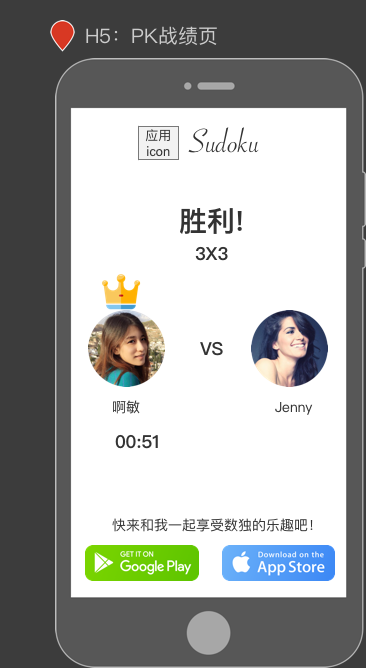 H5：PK战绩页
应用
icon
Sudoku
胜利!
3X3
VS
啊敏
Jenny
00:51
快来和我一起享受数独的乐趣吧！
GET IT ON
Google Play
Download on the
App Store